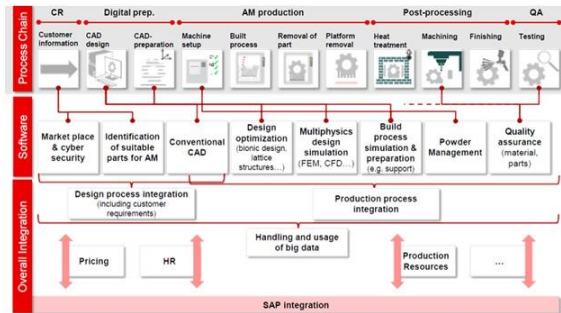 CR
Digital prep.
AM production
Post-processing
QA
Process Chain
Customer information
CAD design
CAD-preparation
Machine setup
Built process
Removal of part
Platform removal
Heat treatment
Machining
Finishing
Testing
Software
Market place & cyber security
Identification of suitable parts for AM
Conventional CAD
Design optimization (bionic design, lattice structures…)
Multiphysics design simulation (FEM, CFD…)
Build process simulation & preparation (e.g. support)
Powder Management
Quality assurance (material, parts)
Overall Integration
Design process integration (including customer requirements)
Production process integration
Handling and usage of big data
Pricing
HR
Production Resources
...
SAP integration